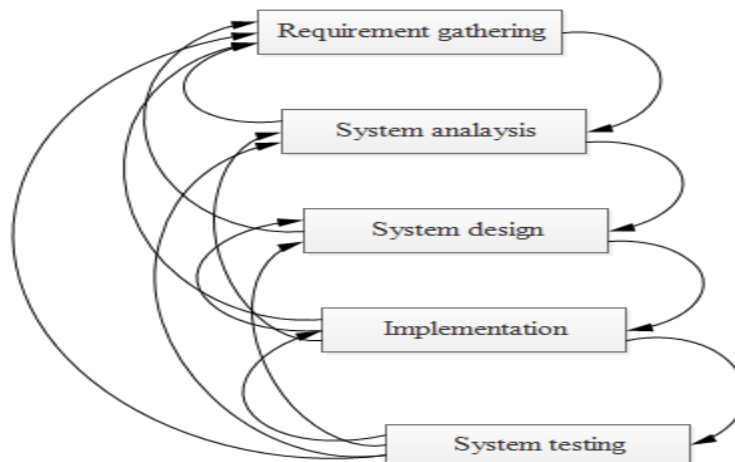 Requirement gathering
System analaysis
System design
Implementation
System testing